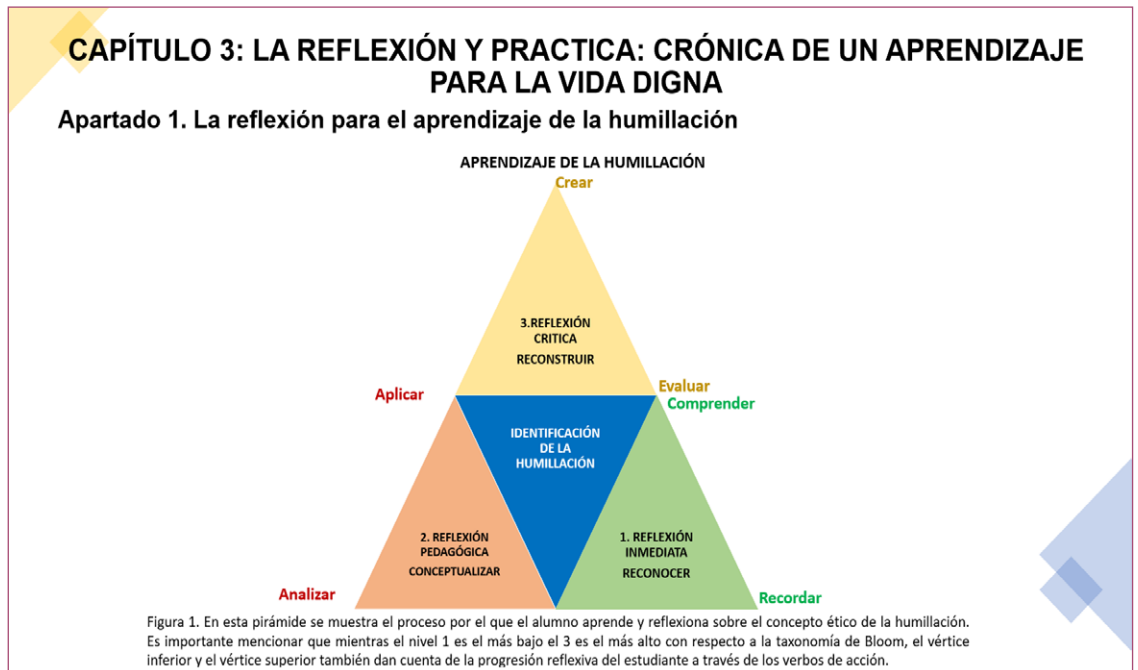 CAPÍTULO 3: LA REFLEXIÓN Y PRACTICA: CRÓNICA DE UN APRENDIZAJE
PARA LA VIDA DIGNA
Apartado 1. La reflexión para el aprendizaje de la humillación
APRENDIZAJE DE LA HUMILLACIÓN
Crear
3.REFLEXIÓN
CRITICA
RECONSTRUIR
Aplicar
Evaluar
Comprender
IDENTIFICACIÓN
DE LA
HUMILLACIÓN
2. REFLEXIÓN
PEDAGÓGICA
CONCEPTUALIZAR
1. REFLEXIÓN
INMEDIATA
RECONOCER
Analizar
Recordar
Figura 1. En esta pirámide se muestra el proceso por el que el alumno aprende y reflexiona sobre el concepto ético de la humillación.
Es importante mencionar que mientras el nivel 1 es el más bajo el 3 es el más alto con respecto a la taxonomía de Bloom, el vértice
inferior y el vértice superior también dan cuenta de la progresión reflexiva del estudiante a través de los verbos de acción.